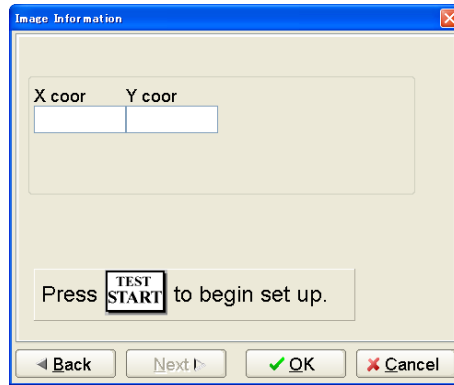 Image Information
X coor Y coor
Press TEST START to begin set up.
Back Next OK Cancel